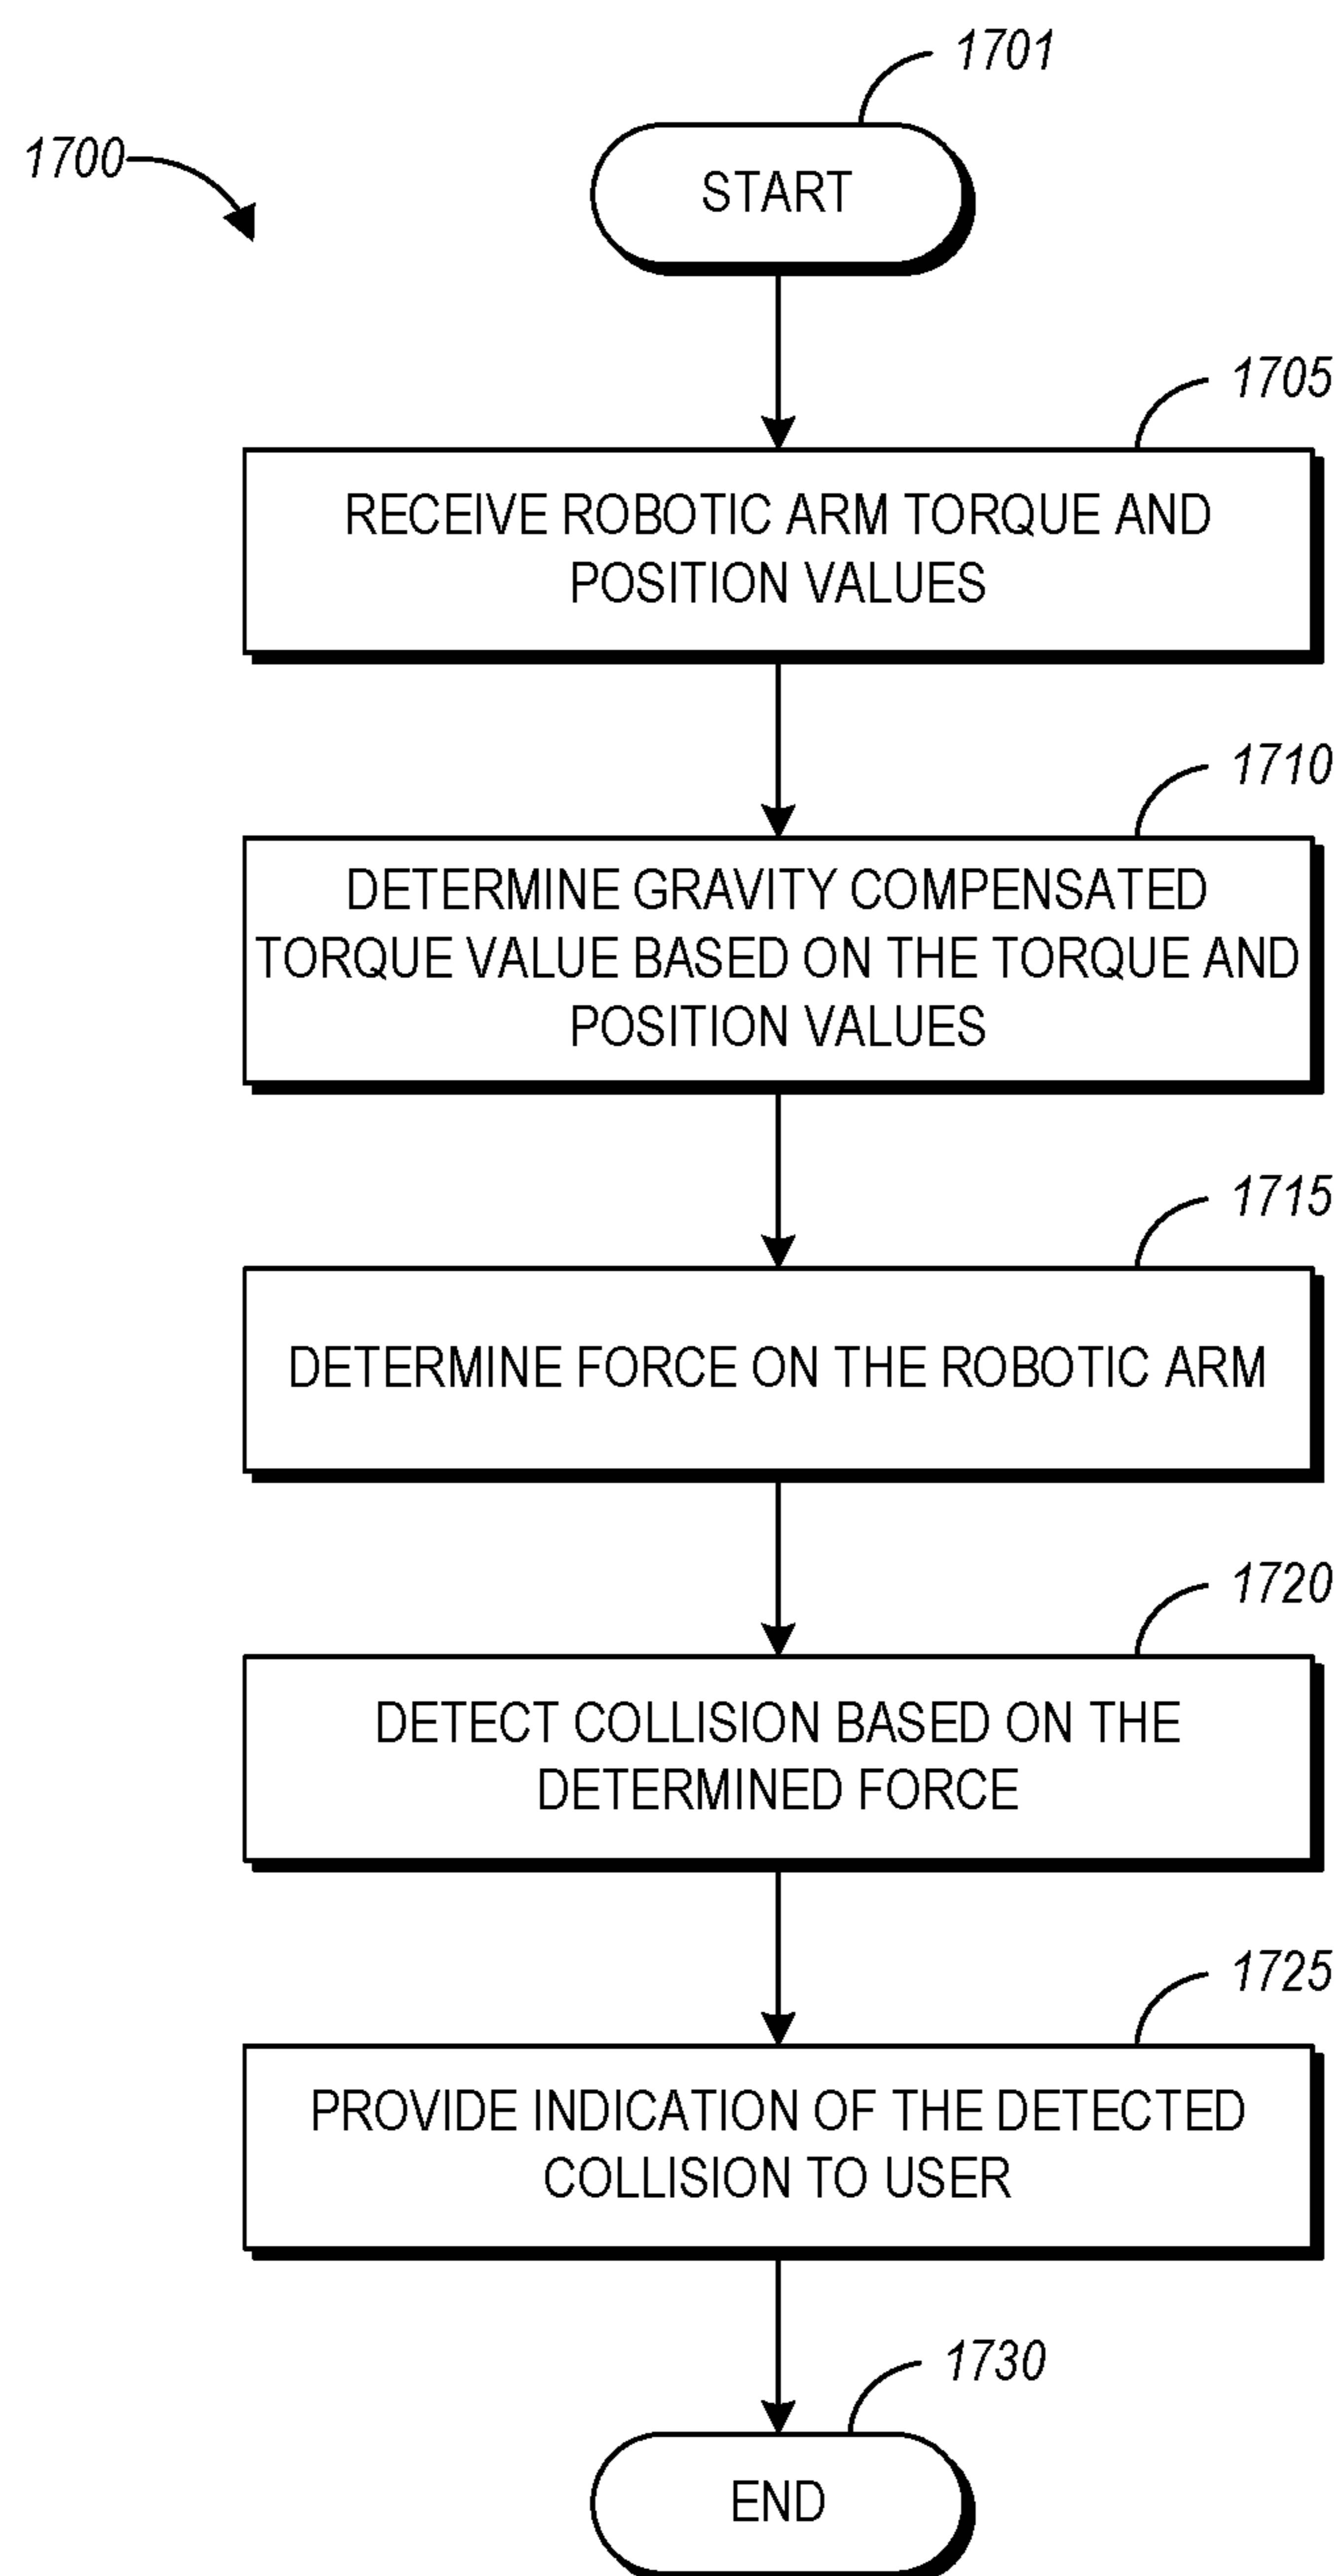 1701
1700
START
1705
RECEIVE ROBOTIC ARM TORQUE AND
POSITION VALUES
1710
DETERMINE GRAVITY COMPENSATED
TORQUE VALUE BASED ON THE TORQUE AND
POSITION VALUES
1715
DETERMINE FORCE ON THE ROBOTIC ARM
1720
DETECT COLLISION BASED ON THE
DETERMINED FORCE
1725
PROVIDE INDICATION OF THE DETECTED
COLLISION TO USER
1730
END